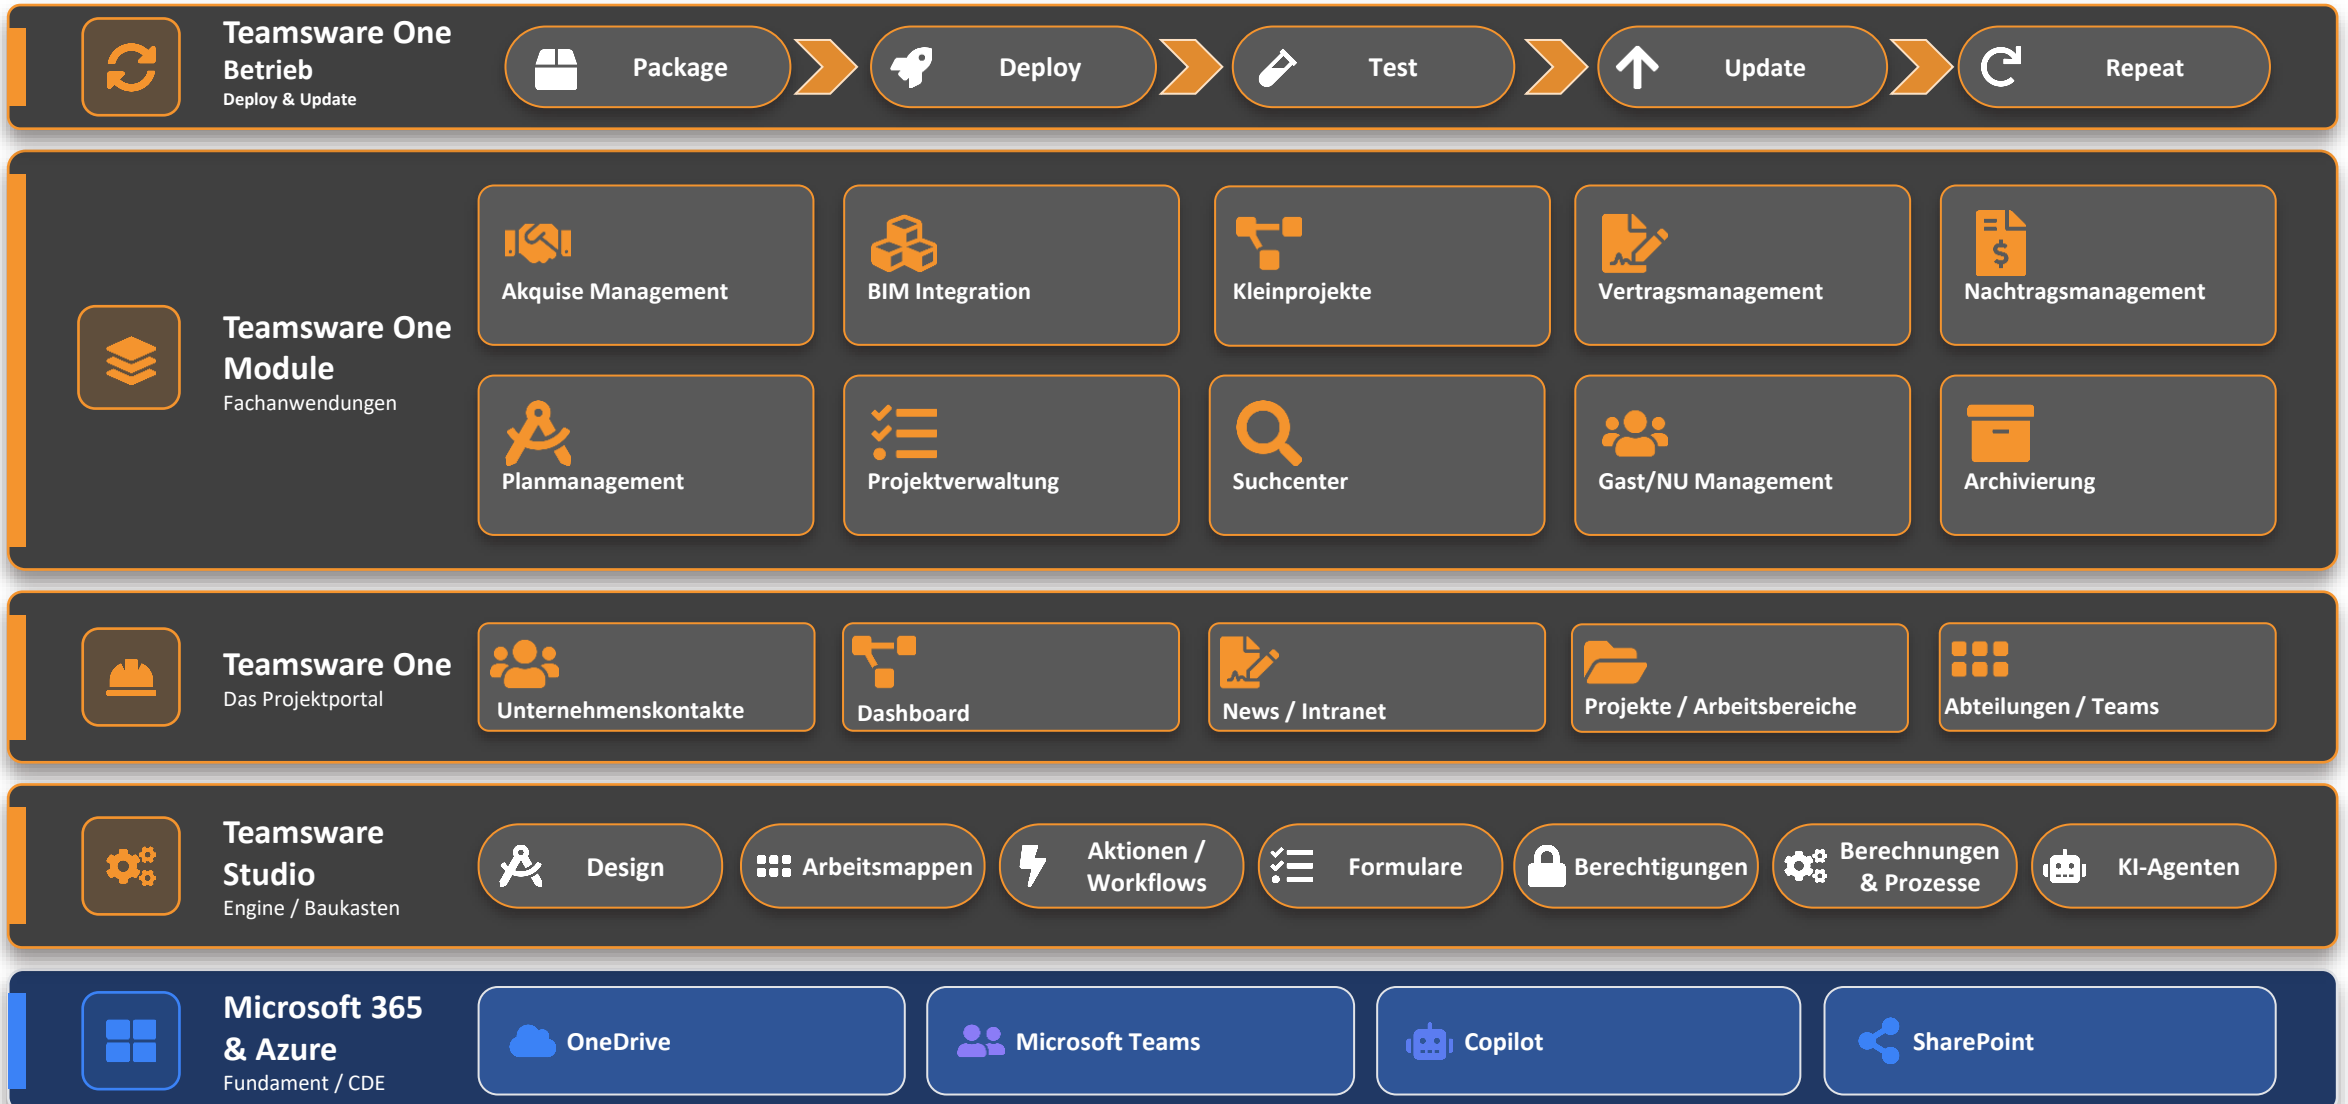 Teamsware One
Betrieb
Deploy & Update
Package
Deploy
Test
Update
Repeat
Teamsware One
Module
Fachanwendungen
Akquise Management
BIM Integration
Kleinprojekte
Vertragsmanagement
Nachtragsmanagement
Planmanagement
Projektverwaltung
Suchcenter
Gast/NU Management
Archivierung
Teamsware One
Das Projektportal
Unternehmenskontakte
Dashboard
News / Intranet
Projekte / Arbeitsbereiche
Abteilungen / Teams
Teamsware
Studio
Engine / Baukasten
Design
Arbeitsmappen
Aktionen /
Workflows
Formulare
Berechtigungen
Berechnungen
& Prozesse
KI-Agenten
Microsoft 365
& Azure
Fundament / CDE
OneDrive
Microsoft Teams
Copilot
SharePoint